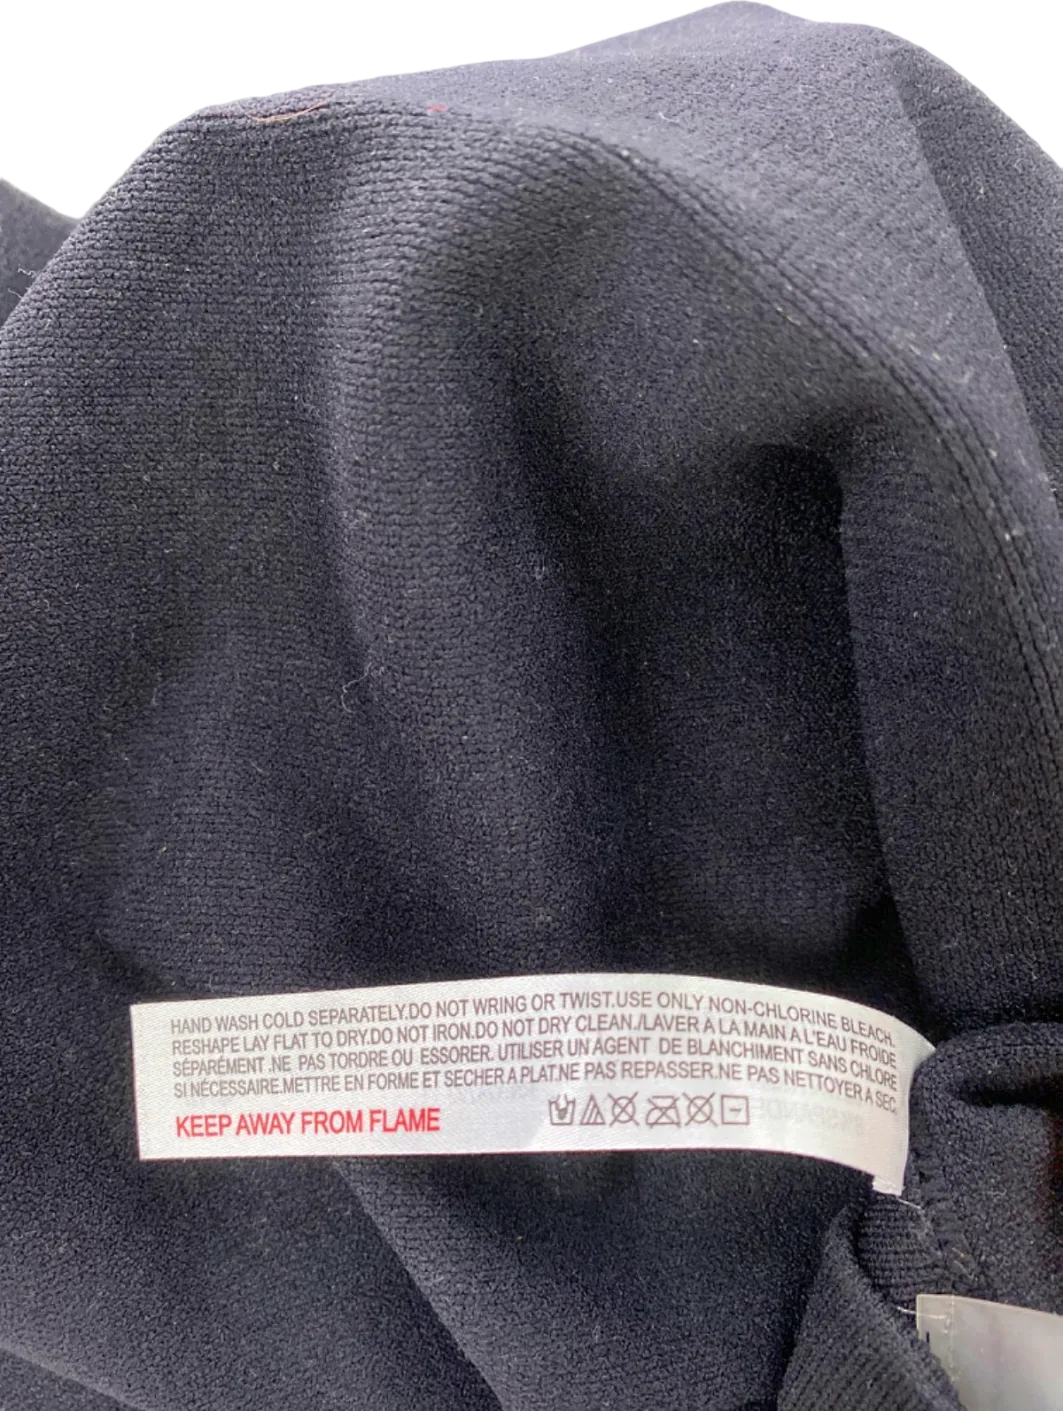 HAND WASH COLD SEPARATELY.DO NOT WRING OR TWIST.USE ONLY NON-CHLORINE BLEACH.
RESHAPE LAY FLAT TO DRY.DO NOT IRON.DO NOT DRY CLEAN./LAVER A LA MAIN A L'EAU FROIDE
SÉPARÉMENT.NE PAS TORDRE OU ESSORER. UTILISER UN AGENT DE BLANCHIMENT SANS CHLORE
SI NÉCESSAIRE.METTRE EN FORME ET SECHER A PLAT.NE PAS REPASSER.NE PAS NETTOYER A SEC.
KEEP AWAY FROM FLAME